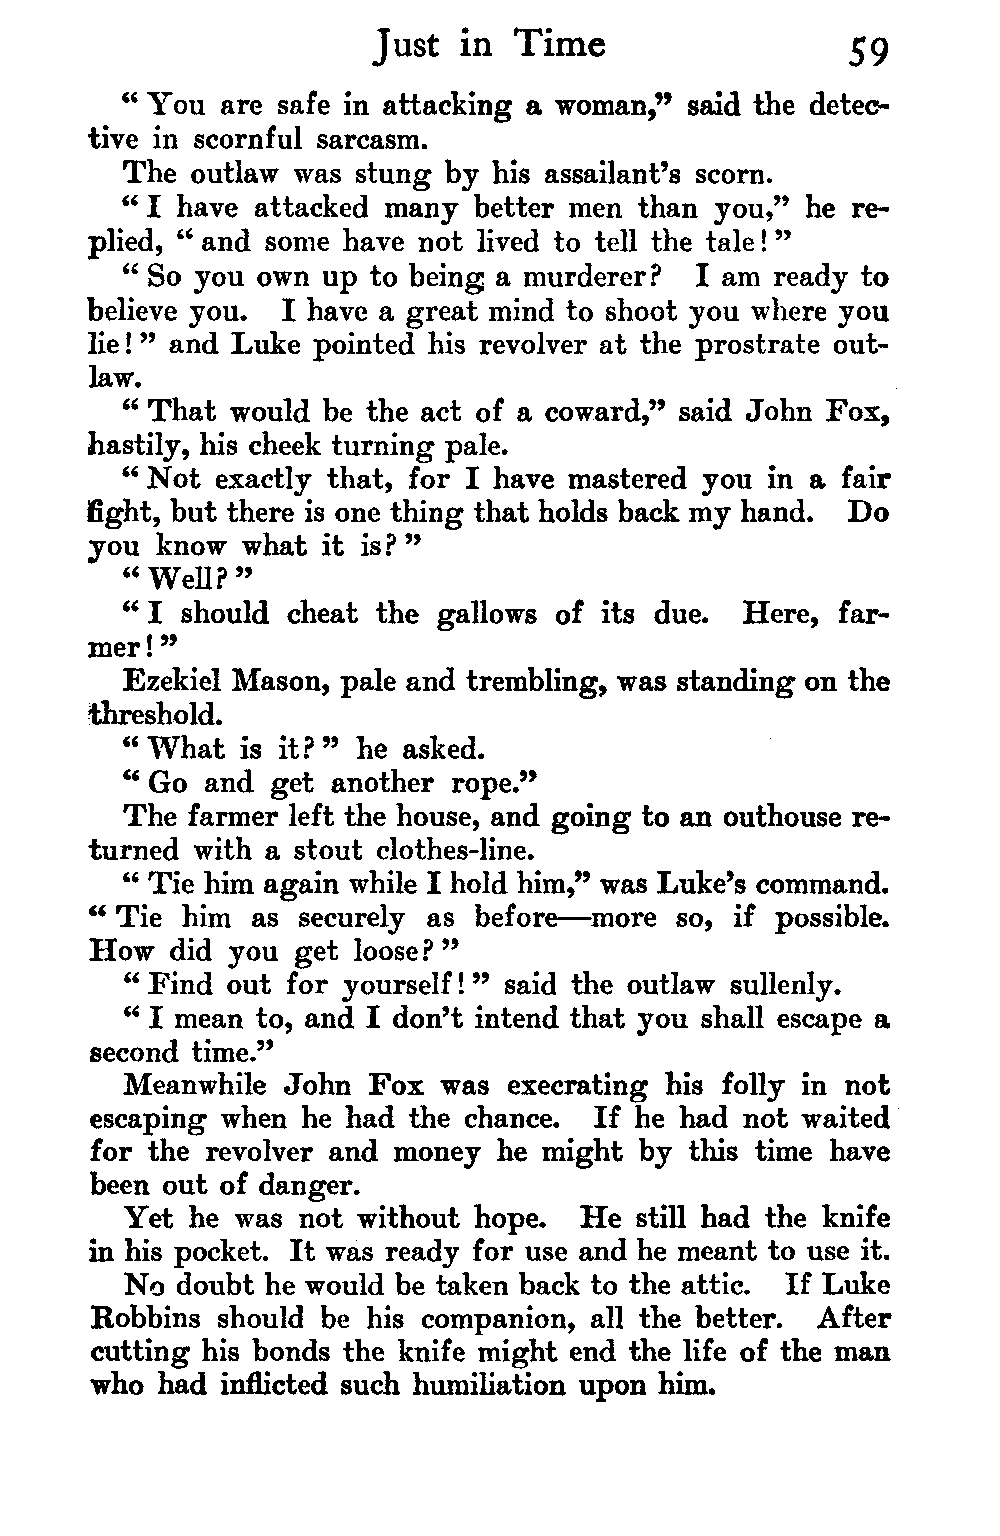 Just in Time 59
“ You are safe in attacking a woman,” said the detec-
tive in scornful sarcasm.
The outlaw was stung by his assailant’s scorn.
“ I have attacked many better men than you,” he re-
plied, “ and some have not lived to tell the tale! ”
“ So you own up to being a murderer? I am ready to
believe you. I have a great mind to shoot you where you
lie! ” and Luke pointed his revolver at the prostrate out-
law.
“ That would be the act of a coward,” said John Fox,
hastily, his cheek turning pale.
“ Not exactly that, for I have mastered you in a fair
fight, but there is one thing that holds back my hand. Do
you know what it is? ”
“ Well? ”
“ I should cheat the gallows of its due. Here, far-
mer! ”
Ezekiel Mason, pale and trembling, was standing on the
threshold.
“ What is it? ” he asked.
“ Go and get another rope.”
The farmer left the house, and going to an outhouse re-
turned with a stout clothes-line.
“ Tie him again while I hold him,” was Luke’s command.
“ Tie him as securely as before—more so, if possible.
How did you get loose? ”
“ Find out for yourself! ” said the outlaw sullenly.
“ I mean to, and I don’t intend that you shall escape a
second time.”
Meanwhile John Fox was execrating his folly in not
escaping when he had the chance. If he had not waited
for the revolver and money he might by this time have
been out of danger.
Yet he was not without hope. He still had the knife
in his pocket. It was ready for use and he meant to use it.
No doubt he would be taken back to the attic. If Luke
Robbins should be his companion, all the better. After
cutting his bonds the knife might end the life of the man
who had inflicted such humiliation upon him.